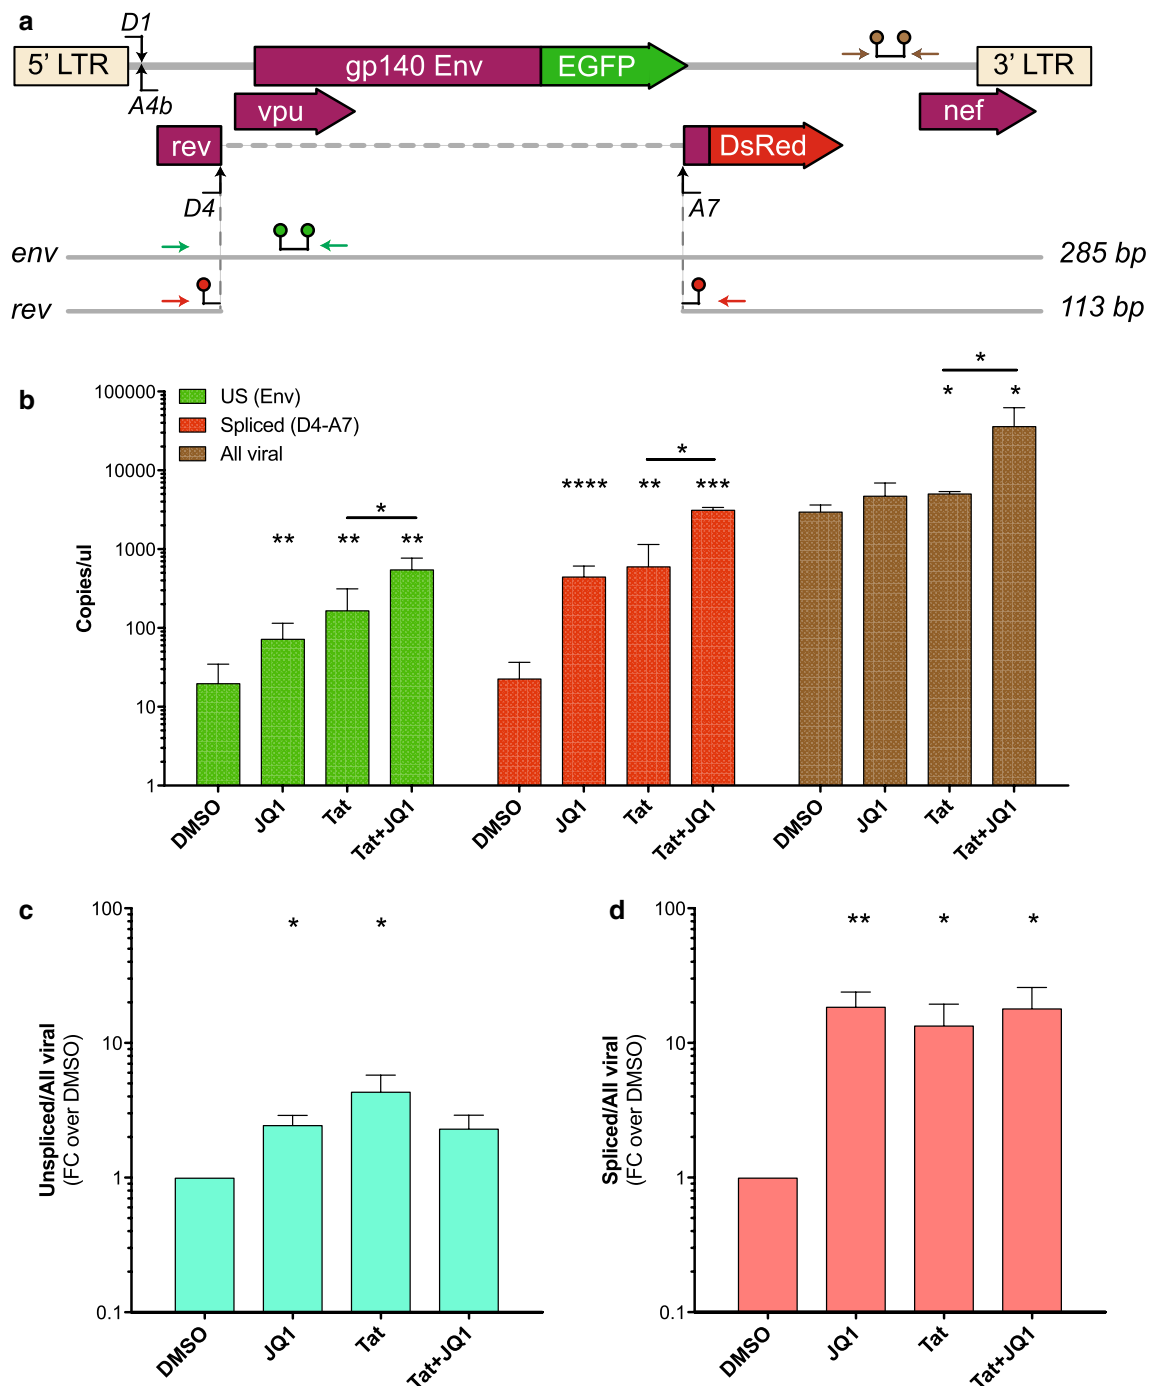 a
D1
5' LTR
gp140 Env
EGFP
3' LTR
A4b
vpu
nef
rev
DsRed
D4
A7
env
285 bp
rev
113 bp
b
US (Env)
Spliced (D4-A7)
All viral
Copies/ul
100000
10000
1000
100
10
1
**
**
**
*
****
**
***
*
*
*
*
DMSO
JQ1
Tat
Tat+JQ1
DMSO
JQ1
Tat
Tat+JQ1
DMSO
JQ1
Tat
Tat+JQ1
c
Unspliced/All viral
(FC over DMSO)
100
10
1
0.1
*
*
DMSO
JQ1
Tat
Tat+JQ1
d
Spliced/All viral
(FC over DMSO)
100
10
1
0.1
**
*
*
DMSO
JQ1
Tat
Tat+JQ1